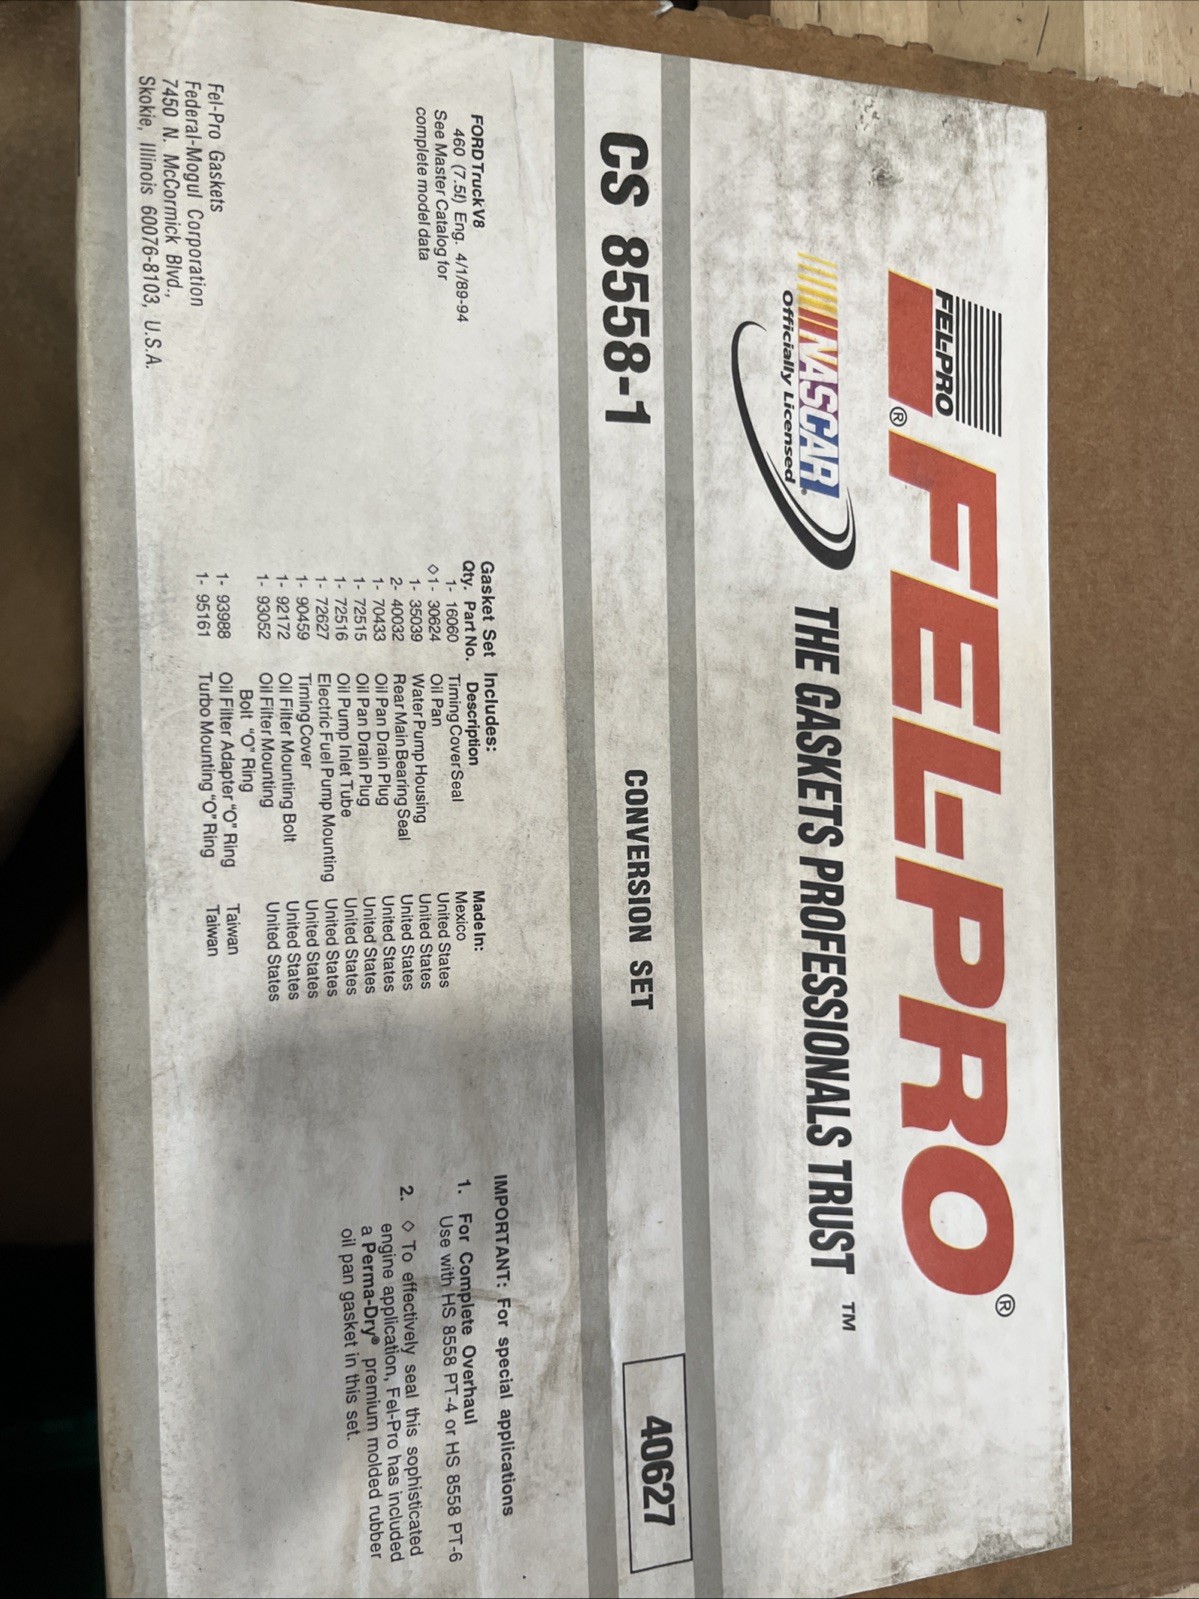 FEL-PRO
®
FEL-PRO®
NASCAR®
Officially Licensed
THE GASKETS PROFESSIONALS TRUST™
CS 8558-1
CONVERSION SET
40627
FORD Truck V8
460 (7.5ℓ) Eng. 4/1/89-94
See Master Catalog for
complete model data
Gasket Set Includes:
Qty. Part No. Description Made In:
1- 16060 Timing Cover Seal Mexico
◊1- 30624 Oil Pan United States
1- 35039 Water Pump Housing United States
2- 40032 Rear Main Bearing Seal United States
1- 70433 Oil Pan Drain Plug United States
1- 72515 Oil Pan Drain Plug United States
1- 72516 Oil Pump Inlet Tube United States
1- 72627 Electric Fuel Pump Mounting United States
1- 90459 Timing Cover United States
1- 92172 Oil Filter Mounting Bolt United States
1- 93052 Oil Filter Mounting United States
Bolt "O" Ring
1- 93988 Oil Filter Adapter "O" Ring Taiwan
1- 95161 Turbo Mounting "O" Ring Taiwan
IMPORTANT: For special applications
1. For Complete Overhaul
Use with HS 8558 PT-4 or HS 8558 PT-6
2. ◊ To effectively seal this sophisticated
engine application, Fel-Pro has included
a Perma-Dry® premium molded rubber
oil pan gasket in this set.
Fel-Pro Gaskets
Federal-Mogul Corporation
7450 N. McCormick Blvd.,
Skokie, Illinois 60076-8103, U.S.A.